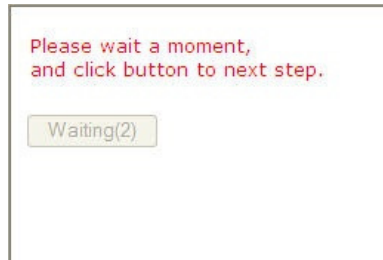 Please wait a moment,
and click button to next step.
Waiting(2)